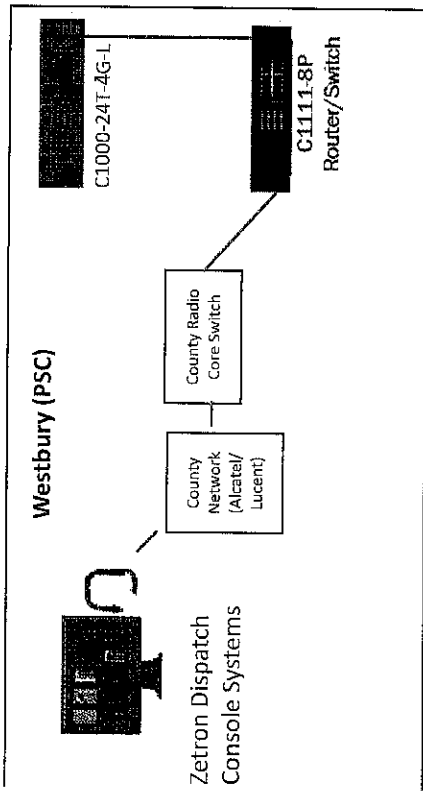 Westbury (PSC)
C1000-24T-4G-L
C1111-8P
Router/Switch
County Radio
Core Switch
County
Network
(Alcatel/
Lucent)
Zetron Dispatch
Console Systems